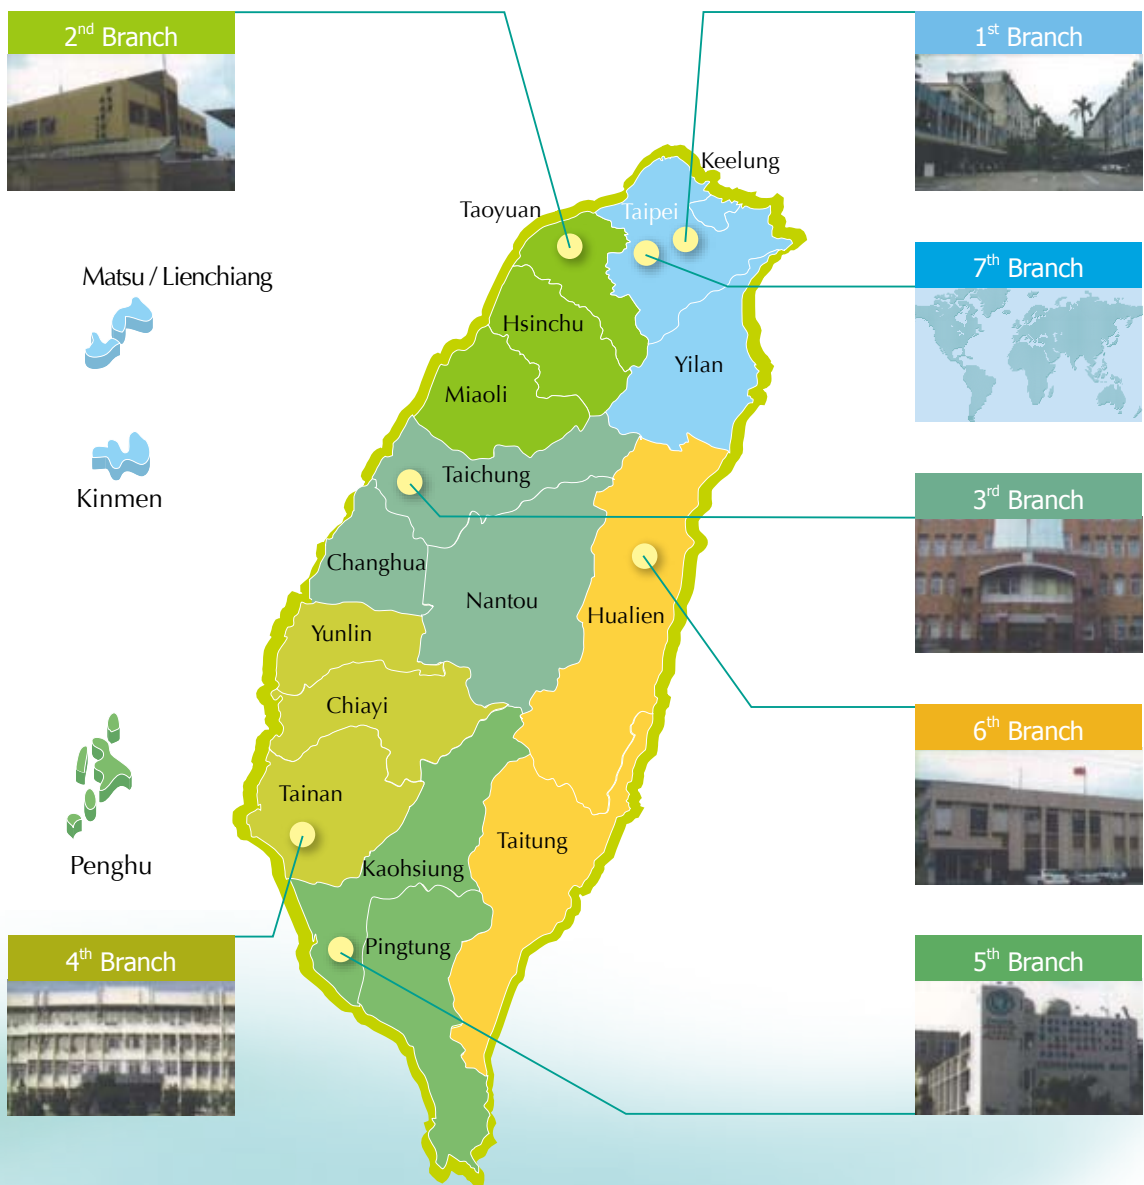 2nd Branch
1st Branch
Keelung
Taipei
Taoyuan
7th Branch
Matsu / Lienchiang
Hsinchu
Yilan
Miaoli
Taichung
3rd Branch
Kinmen
Changhua
Nantou
Hualien
Yunlin
Chiayi
6th Branch
Tainan
Taitung
Penghu
Kaohsiung
Pingtung
4th Branch
5th Branch